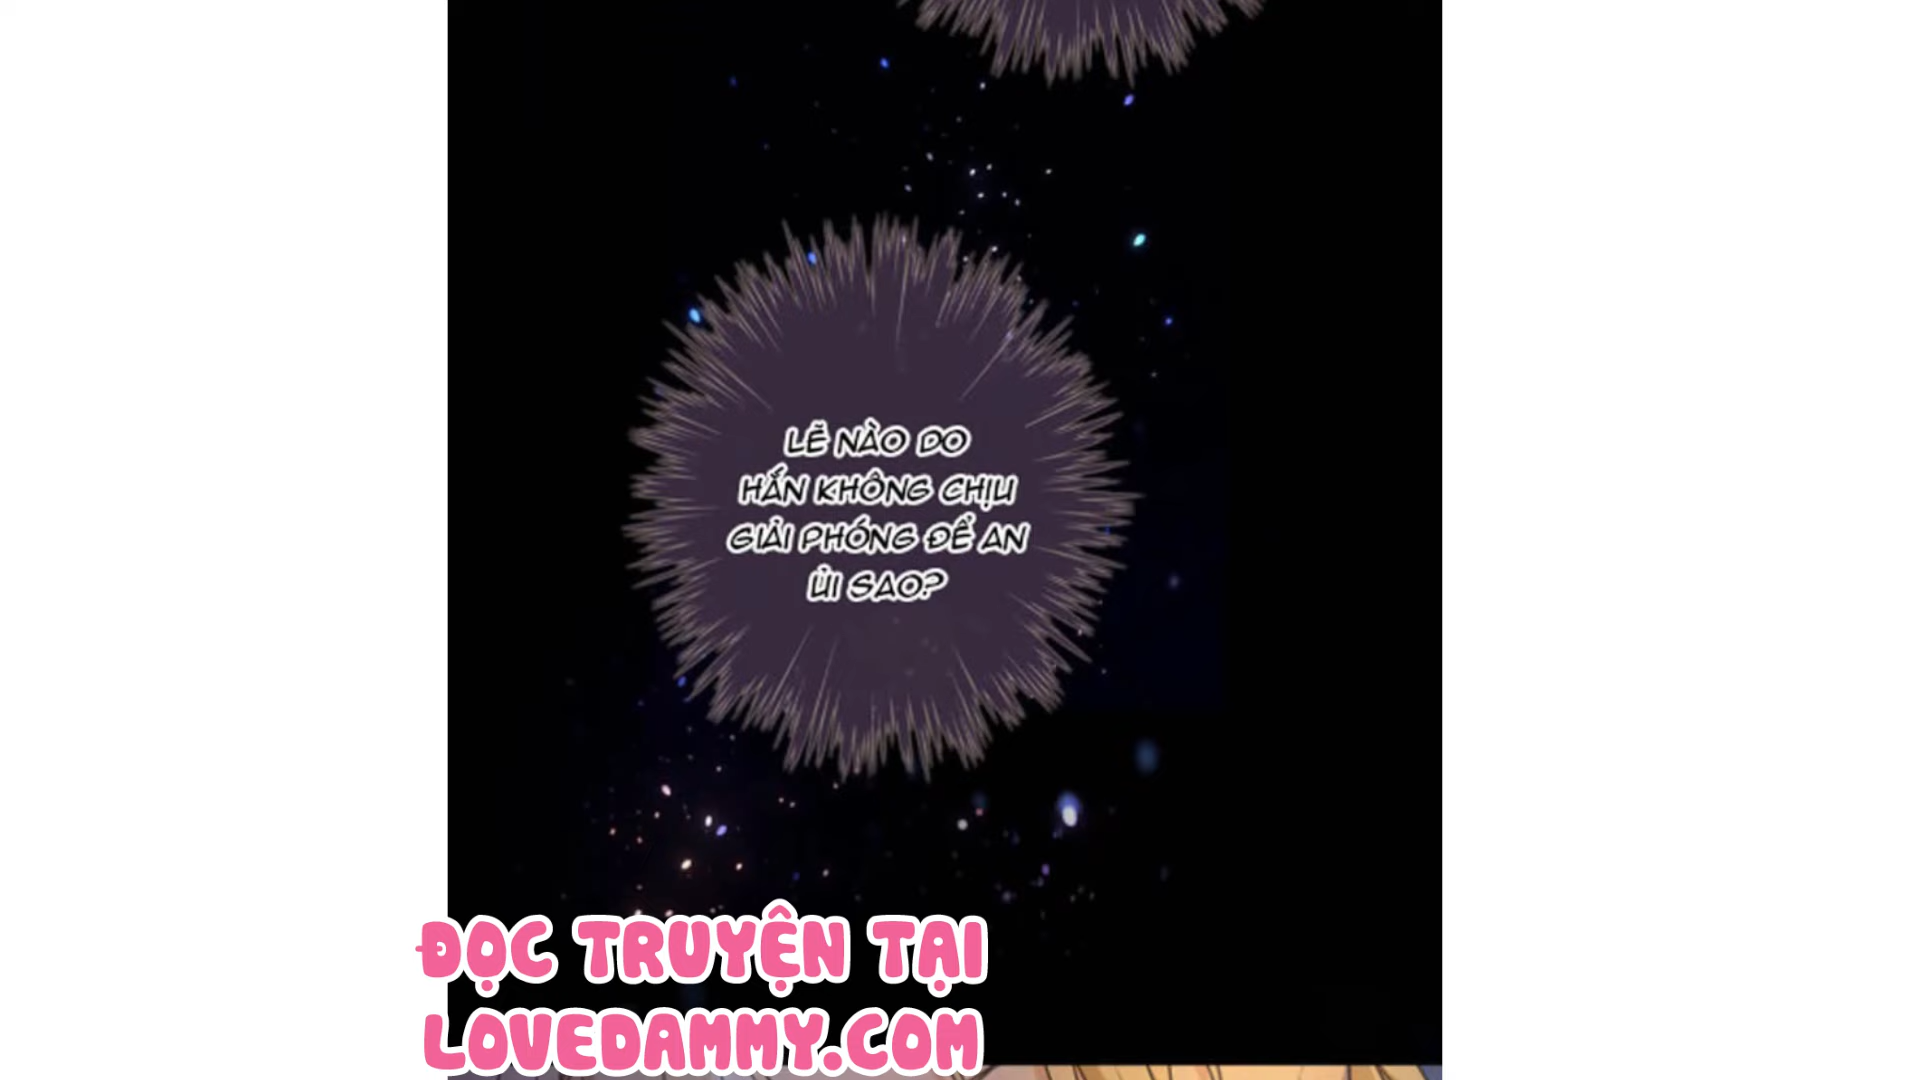 LẼ NÀO DO
HẮN KHÔNG CHỊU
GIẢI PHÓNG ĐỂ AN
ỦI SAO?
ĐỌC TRUYỆN TẠI
LOVEDAMMY.COM